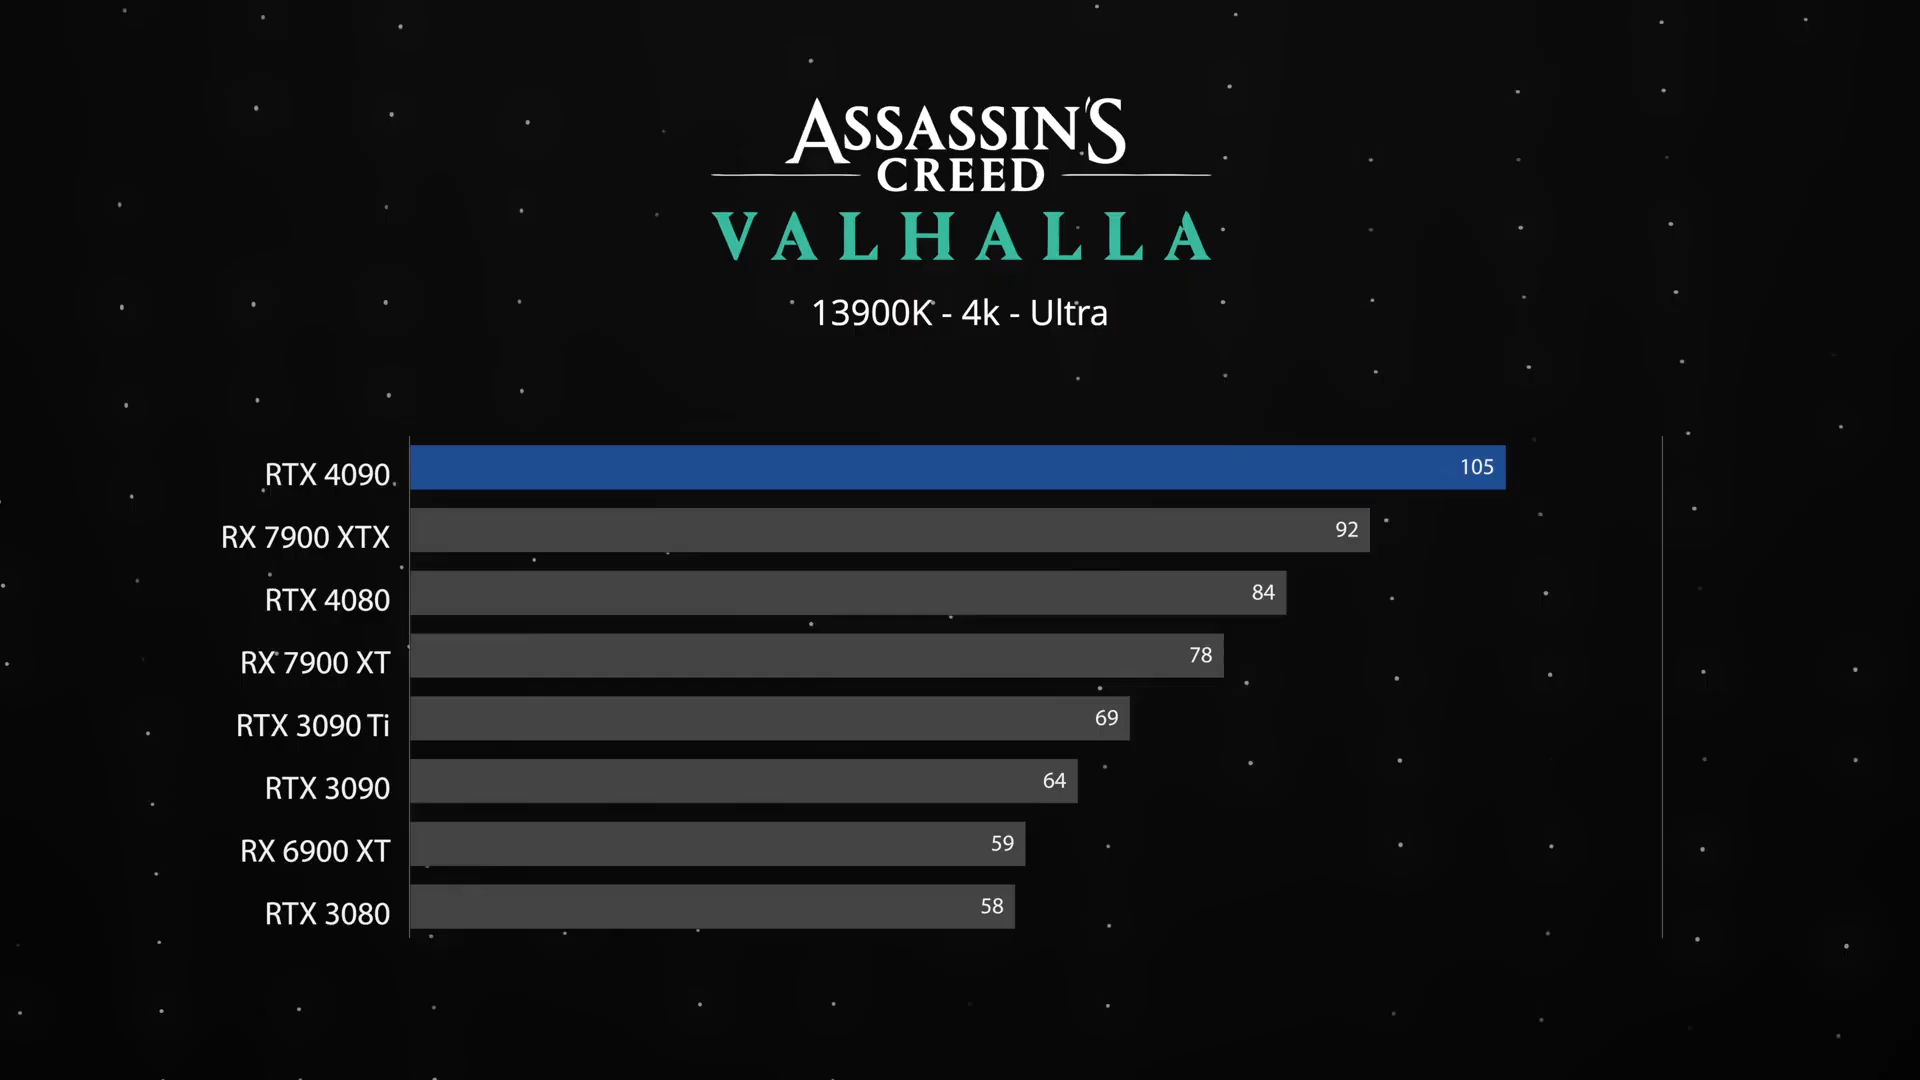 ASSASSIN'S
CREED
VALHALLA
13900K - 4k - Ultra
RTX 4090 105
RX 7900 XTX 92
RTX 4080 84
RX 7900 XT 78
RTX 3090 Ti 69
RTX 3090 64
RX 6900 XT 59
RTX 3080 58